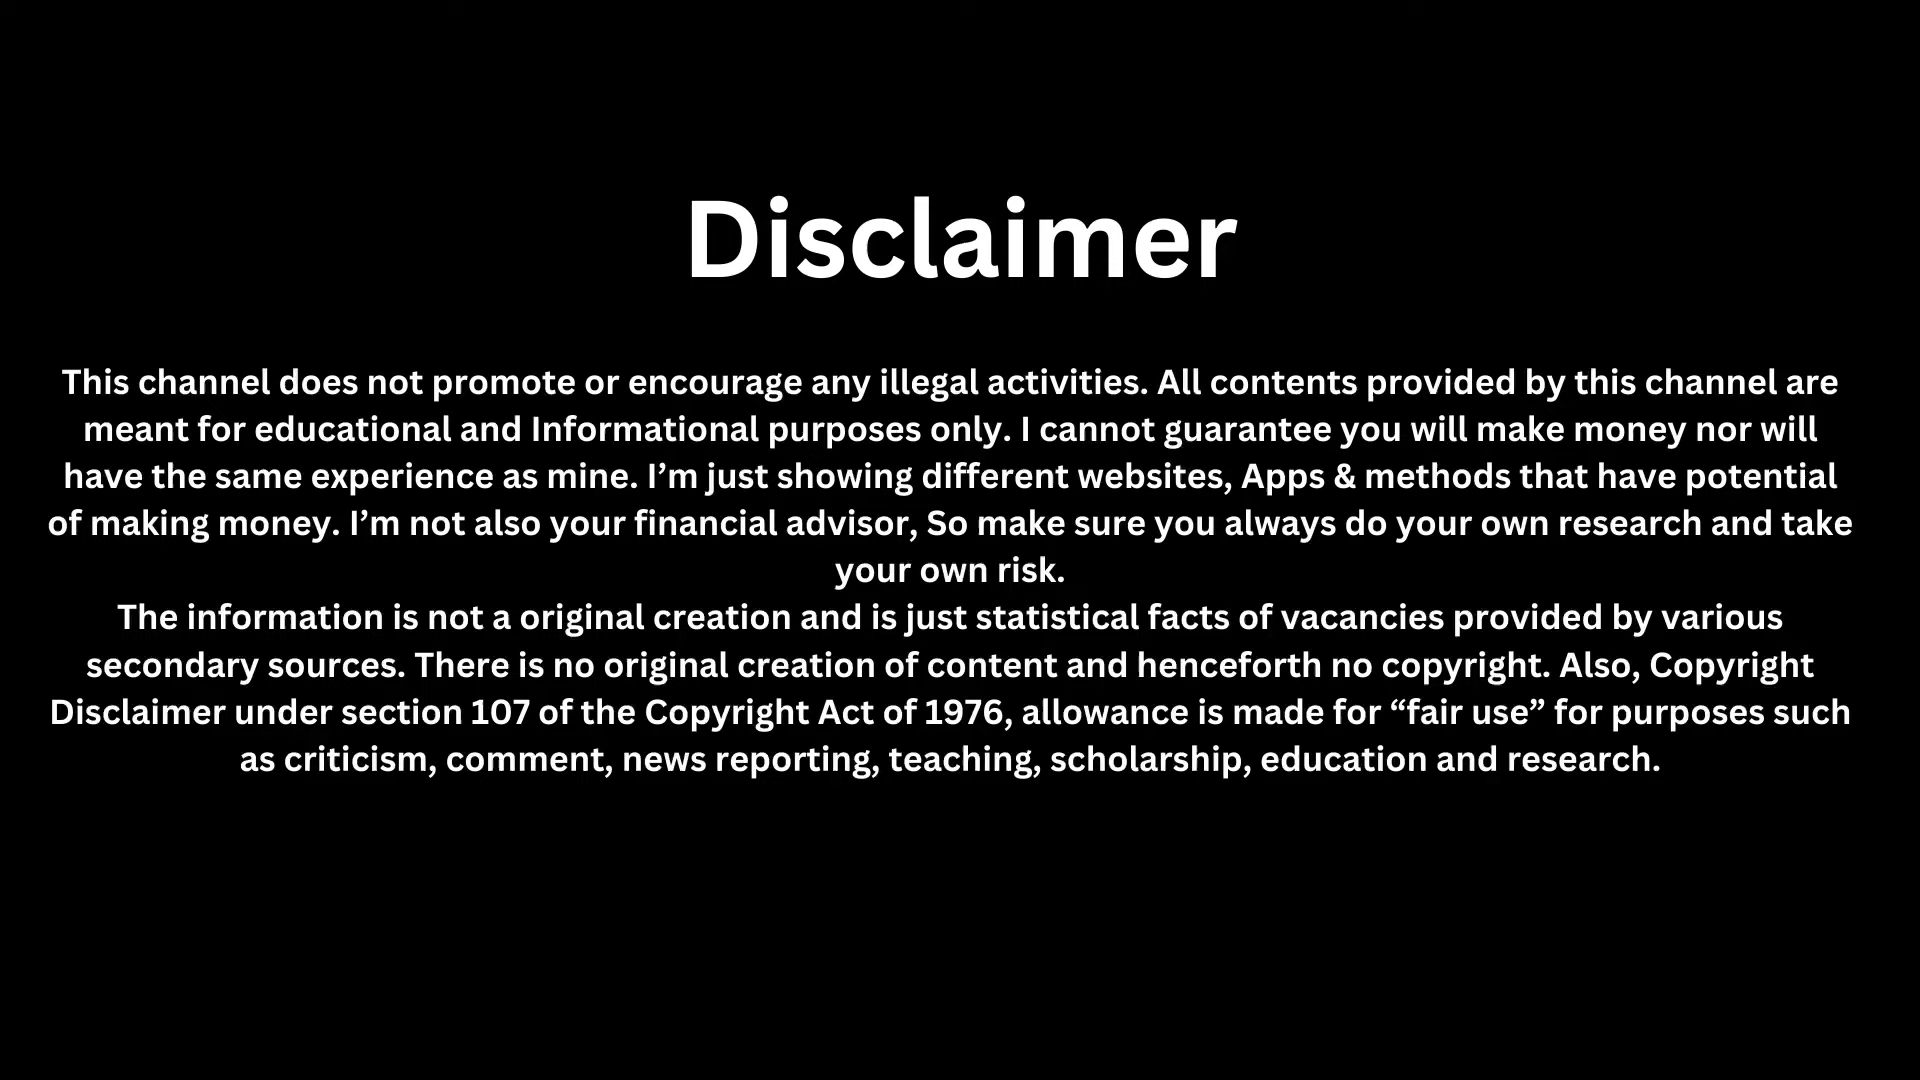 Disclaimer
This channel does not promote or encourage any illegal activities. All contents provided by this channel are
meant for educational and Informational purposes only. I cannot guarantee you will make money nor will
have the same experience as mine. I’m just showing different websites, Apps & methods that have potential
of making money. I’m not also your financial advisor, So make sure you always do your own research and take
your own risk.
The information is not a original creation and is just statistical facts of vacancies provided by various
secondary sources. There is no original creation of content and henceforth no copyright. Also, Copyright
Disclaimer under section 107 of the Copyright Act of 1976, allowance is made for “fair use” for purposes such
as criticism, comment, news reporting, teaching, scholarship, education and research.